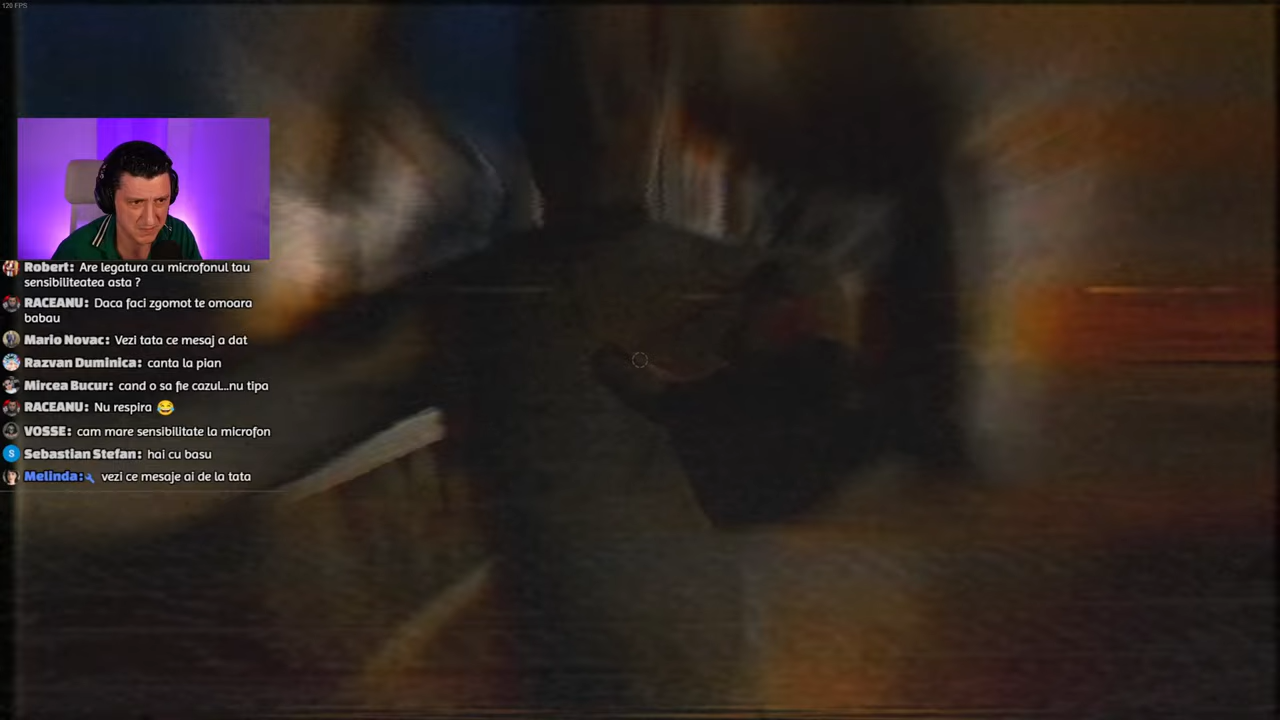 120 FPS
Robert: Are legatura cu microfonul tau
sensibiliteatea asta ?
RACEANU: Daca faci zgomot te omoara
babau
Mario Novac: Vezi tata ce mesaj a dat
Razvan Duminica: canta la pian
Mircea Bucur: cand o sa fie cazul...nu tipa
RACEANU: Nu respira 😂
VOSSE: cam mare sensibilitate la microfon
S
Sebastian Stefan: hai cu basu
Melinda: vezi ce mesaje ai de la tata